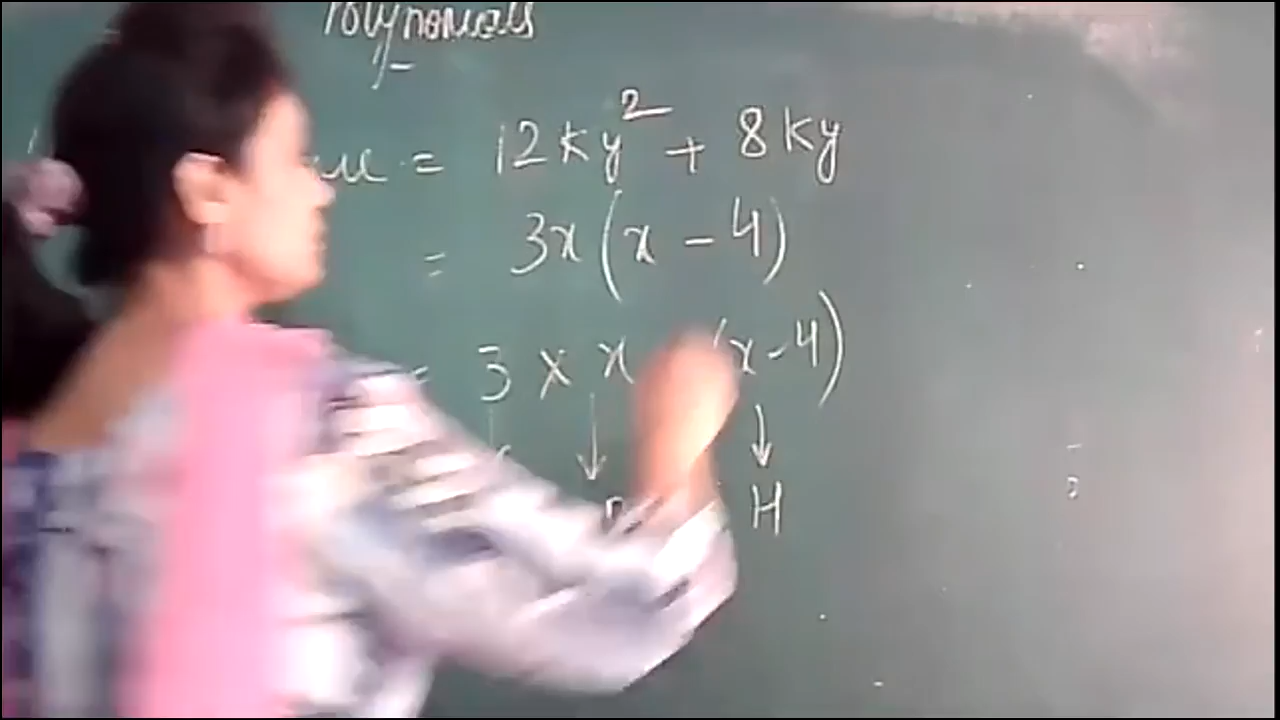 Polynomials
= 12ky² + 8ky
= 3x(x - 4)
= 3 × x (x-4)
H